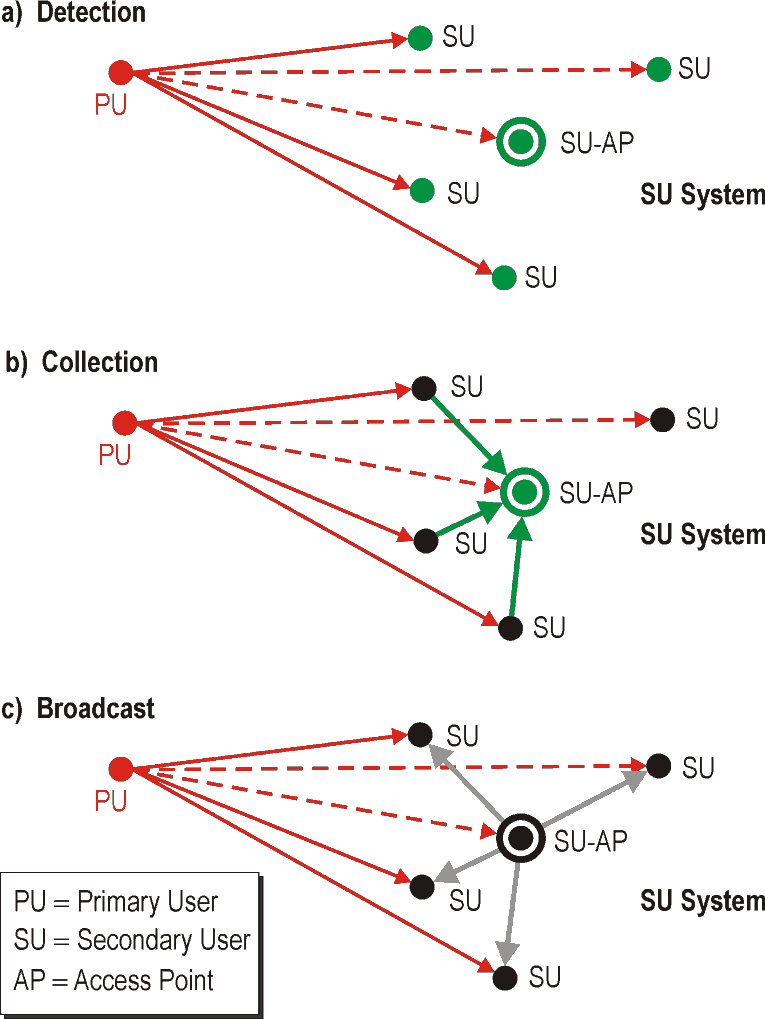 a) Detection
SU
SU
PU
SU-AP
SU
SU System
SU
b) Collection
SU
SU
PU
SU-AP
SU
SU System
SU
c) Broadcast
SU
SU
PU
SU-AP
SU
SU System
SU
PU = Primary User
SU = Secondary User
AP = Access Point